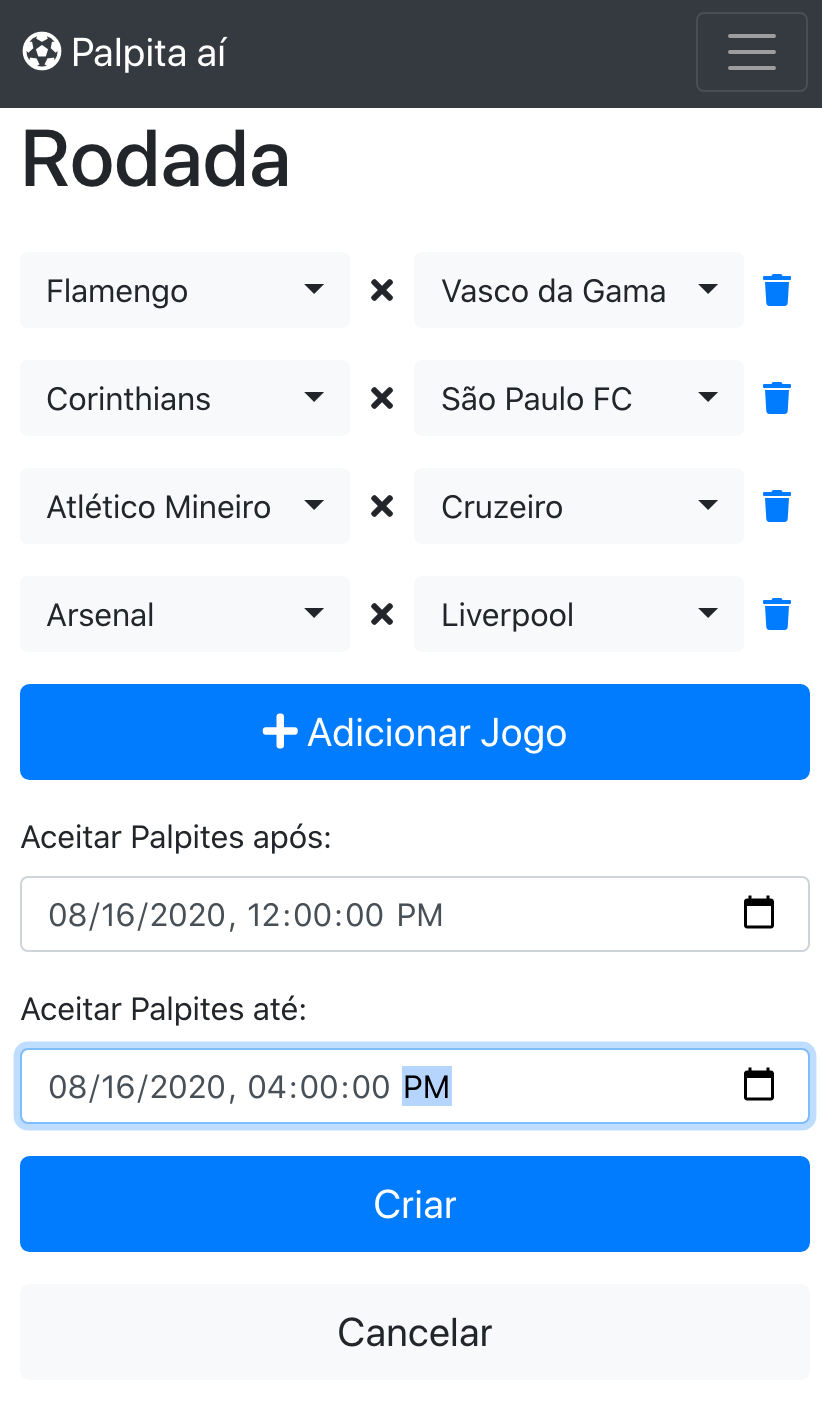 Palpita aí
Rodada
Flamengo Vasco da Gama
Corinthians São Paulo FC
Atlético Mineiro Cruzeiro
Arsenal Liverpool
Adicionar Jogo
Aceitar Palpites após:
08/16/2020, 12:00:00 PM
Aceitar Palpites até:
08/16/2020, 04:00:00 PM
Criar
Cancelar